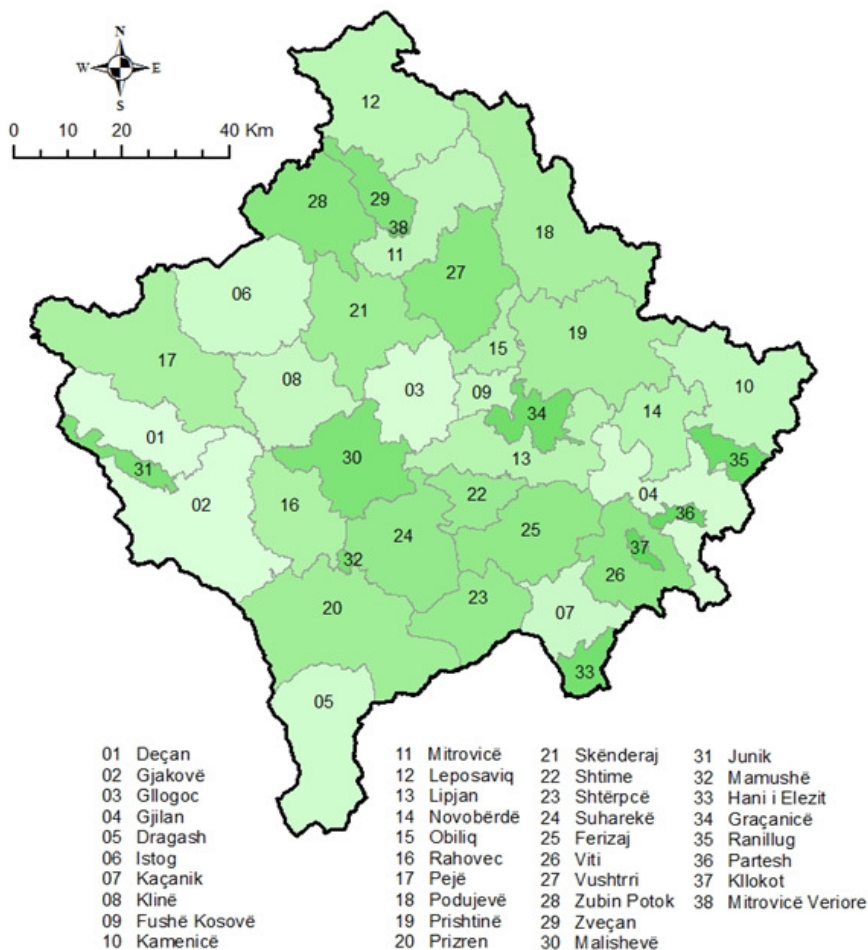 N
W E
S
0 10 20 40 Km
12
28
29
38
11
18
27
06
21
19
17
15
08
03
09
10
34
14
01
13
35
31
30
04
02
22
36
16
24
25
37
32
26
20
23
07
33
05
01 Deçan
02 Gjakovë
03 Gllogoc
04 Gjilan
05 Dragash
06 Istog
07 Kaçanik
08 Klinë
09 Fushë Kosovë
10 Kamenicë
11 Mitrovicë
12 Leposaviq
13 Lipjan
14 Novobërdë
15 Obiliq
16 Rahovec
17 Pejë
18 Podujevë
19 Prishtinë
20 Prizren
21 Skënderaj
22 Shtime
23 Shtërpcë
24 Suharekë
25 Ferizaj
26 Viti
27 Vushtrri
28 Zubin Potok
29 Zveçan
30 Malishevë
31 Junik
32 Mamushë
33 Hani i Elezit
34 Graçanicë
35 Ranillug
36 Partesh
37 Kllokot
38 Mitrovicë Veriore